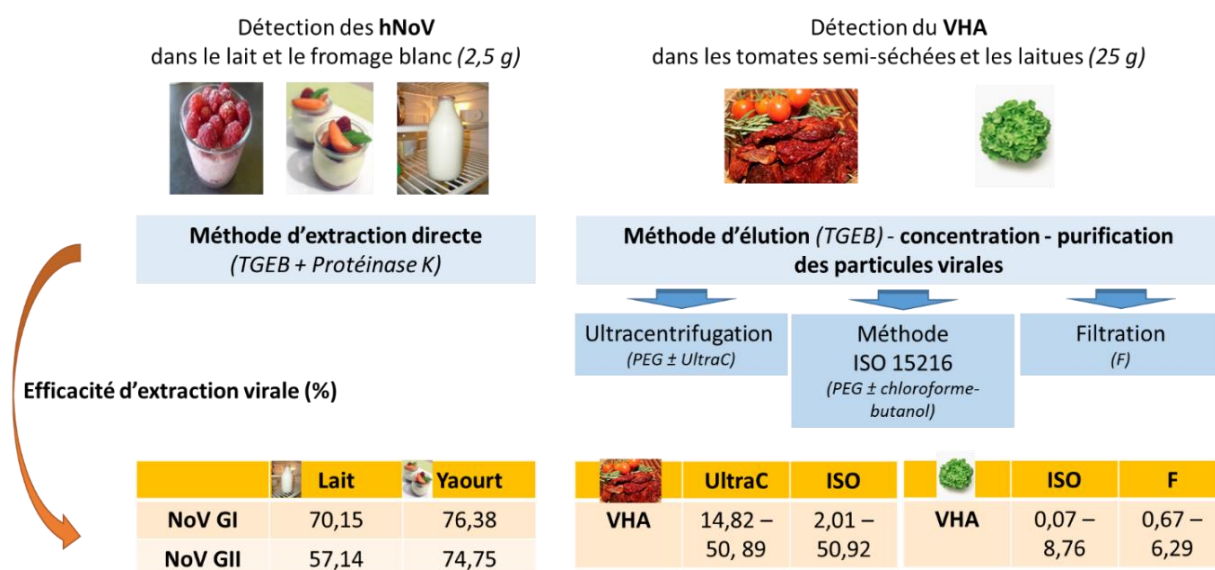 Détection des hNoV
dans le lait et le fromage blanc (2,5 g)
Détection du VHA
dans les tomates semi-séchées et les laitues (25 g)
Méthode d'extraction directe
(TGEB + Protéinase K)
Méthode d'élution (TGEB) - concentration - purification
des particules virales
Ultracentrifugation
(PEG ± UltraC)
Méthode
ISO 15216
(PEG ± chloroforme-
butanol)
Filtration
(F)
Efficacité d'extraction virale (%)
Lait Yaourt
NoV GI 70,15 76,38
NoV GII 57,14 74,75
UltraC ISO
VHA 14,82 – 2,01 –
50, 89 50,92
ISO F
VHA 0,07 – 0,67 –
8,76 6,29